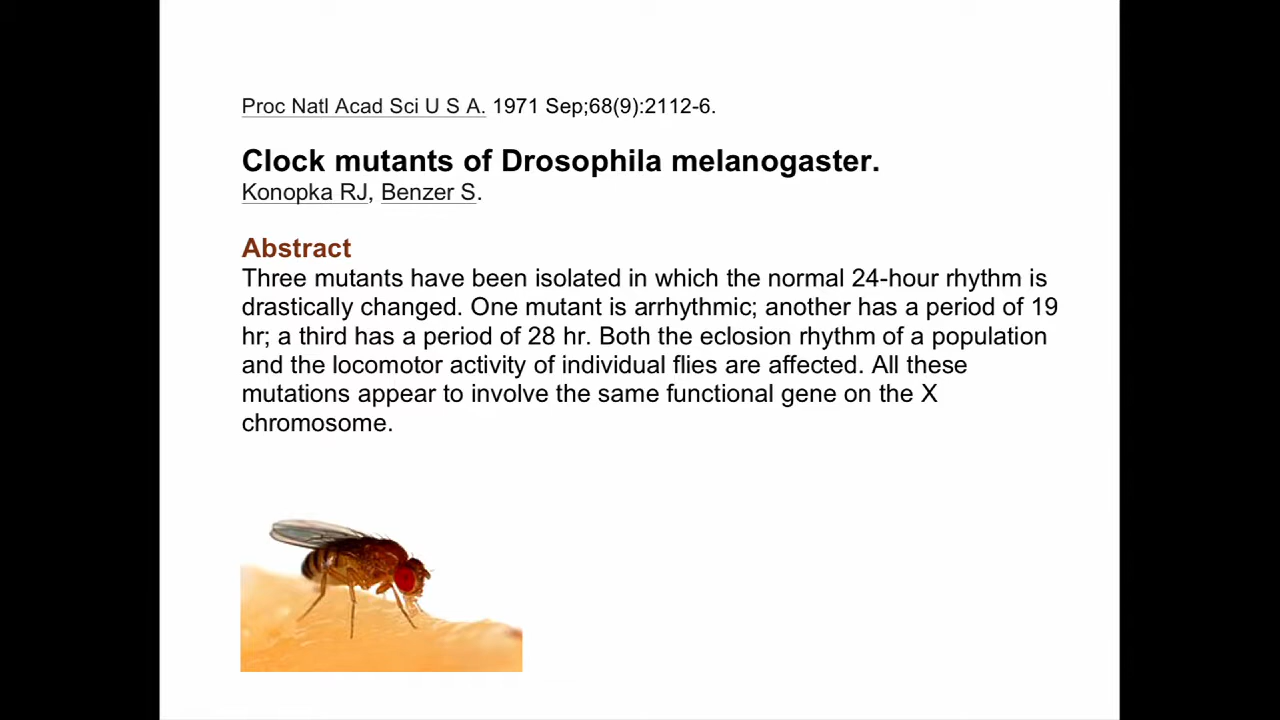 Proc Natl Acad Sci U S A. 1971 Sep;68(9):2112-6.
Clock mutants of Drosophila melanogaster.
Konopka RJ, Benzer S.
Abstract
Three mutants have been isolated in which the normal 24-hour rhythm is
drastically changed. One mutant is arrhythmic; another has a period of 19
hr; a third has a period of 28 hr. Both the eclosion rhythm of a population
and the locomotor activity of individual flies are affected. All these
mutations appear to involve the same functional gene on the X
chromosome.